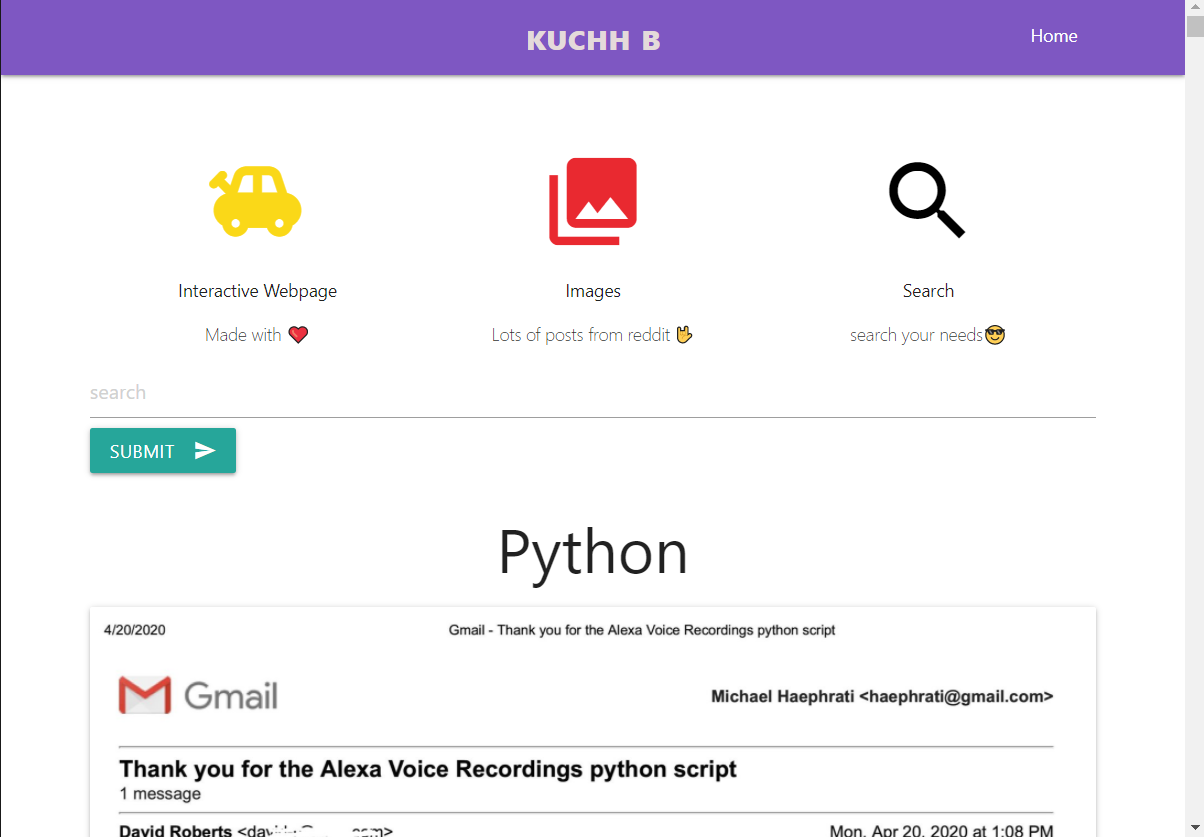 KUCHH B
Home
Interactive Webpage
Images
Search
Made with ❤️
Lots of posts from reddit 🤟
search your needs😎
search
SUBMIT
Python
4/20/2020
Gmail - Thank you for the Alexa Voice Recordings python script
Gmail
Michael Haephrati <haephrati@gmail.com>
Thank you for the Alexa Voice Recordings python script
1 message
David Roberts
Mon, Apr 20, 2020 at 1:08 PM